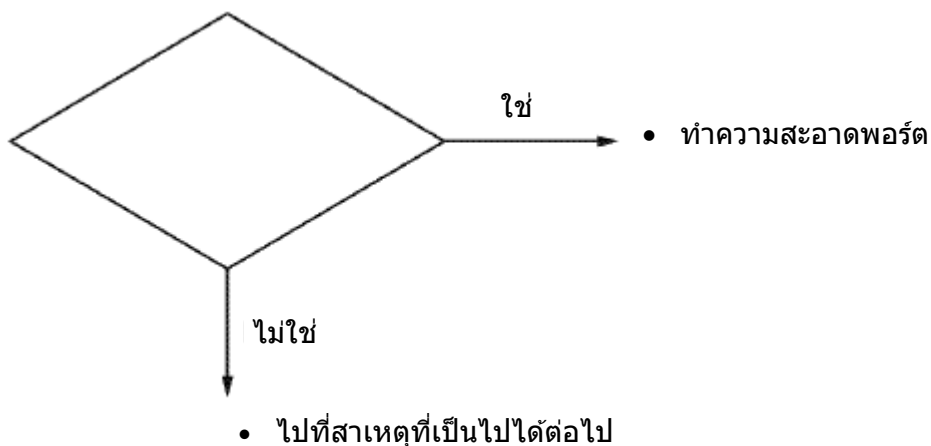 ใช่
• ทำความสะอาดพอร์ต
ไม่ใช่
• ไปที่สาเหตุที่เป็นไปได้ต่อไป